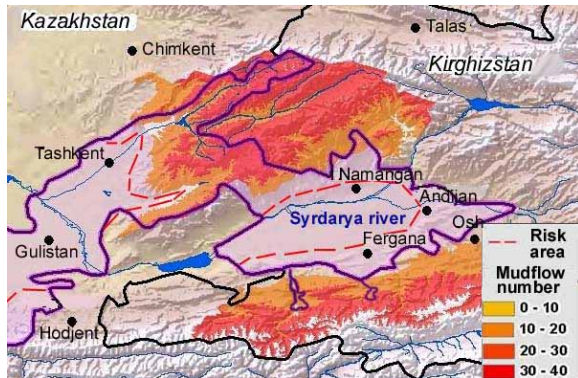 Kazakhstan
Talas
Chimkent
Kirghizstan
Tashkent
Namangan
Andijan
Syrdarya river
Osh
Gulistan
Fergana
Risk
area
Mudflow
number
0 - 10
10 - 20
Hodjent
20 - 30
30 - 40